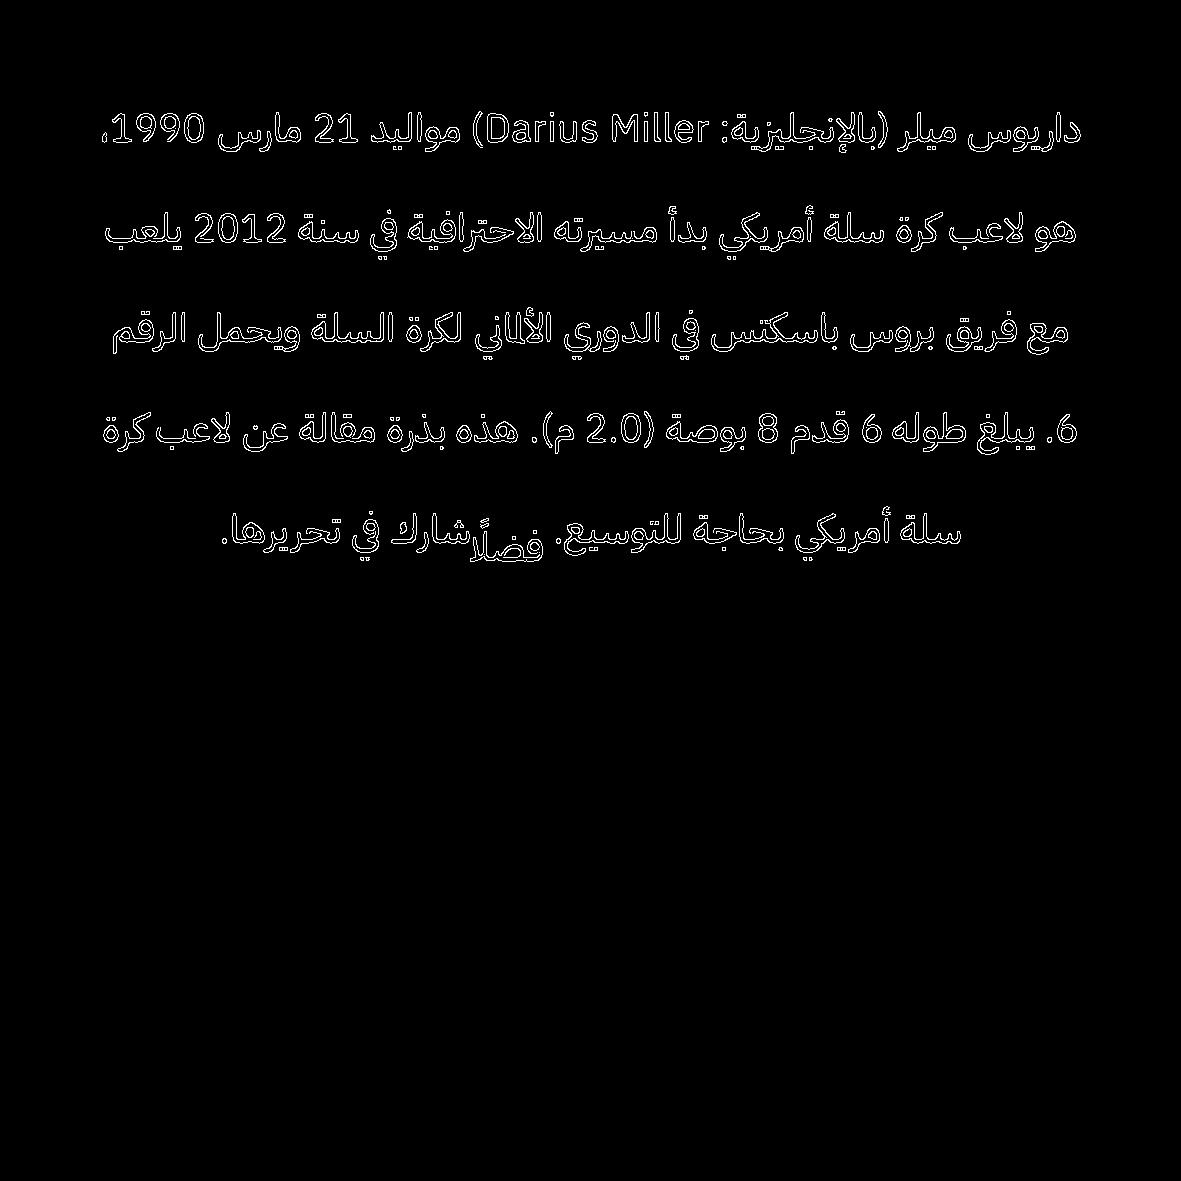 داريوس ميلر (بالإنجليزية: Darius Miller) مواليد 21 مارس 1990،
هو لاعب كرة سلة أمريكي بدأ مسيرته الاحترافية في سنة 2012 يلعب
مع فريق بروس باسكتس في الدوري الألماني لكرة السلة ويحمل الرقم
6. يبلغ طوله 6 قدم 8 بوصة (2.0 م). هذه بذرة مقالة عن لاعب كرة
سلة أمريكي بحاجة للتوسيع. فضلًا شارك في تحريرها.